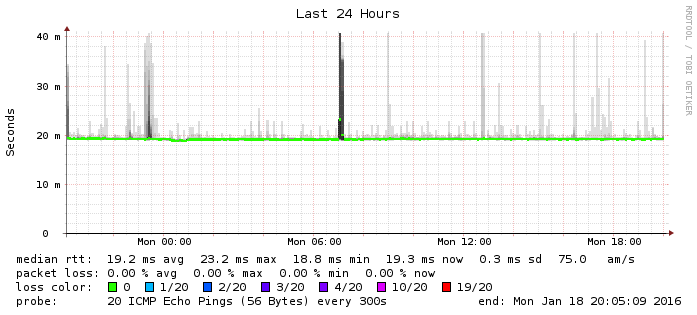 Last 24 Hours
RRDTOOL / TOBI OETIKER
Seconds
40 m
30 m
20 m
10 m
0
Mon 00:00 Mon 06:00 Mon 12:00 Mon 18:00
median rtt: 19.2 ms avg 23.2 ms max 18.8 ms min 19.3 ms now 0.3 ms sd 75.0 am/s
packet loss: 0.00 % avg 0.00 % max 0.00 % min 0.00 % now
loss color: 0 1/20 2/20 3/20 4/20 10/20 19/20
probe: 20 ICMP Echo Pings (56 Bytes) every 300s end: Mon Jan 18 20:05:09 2016